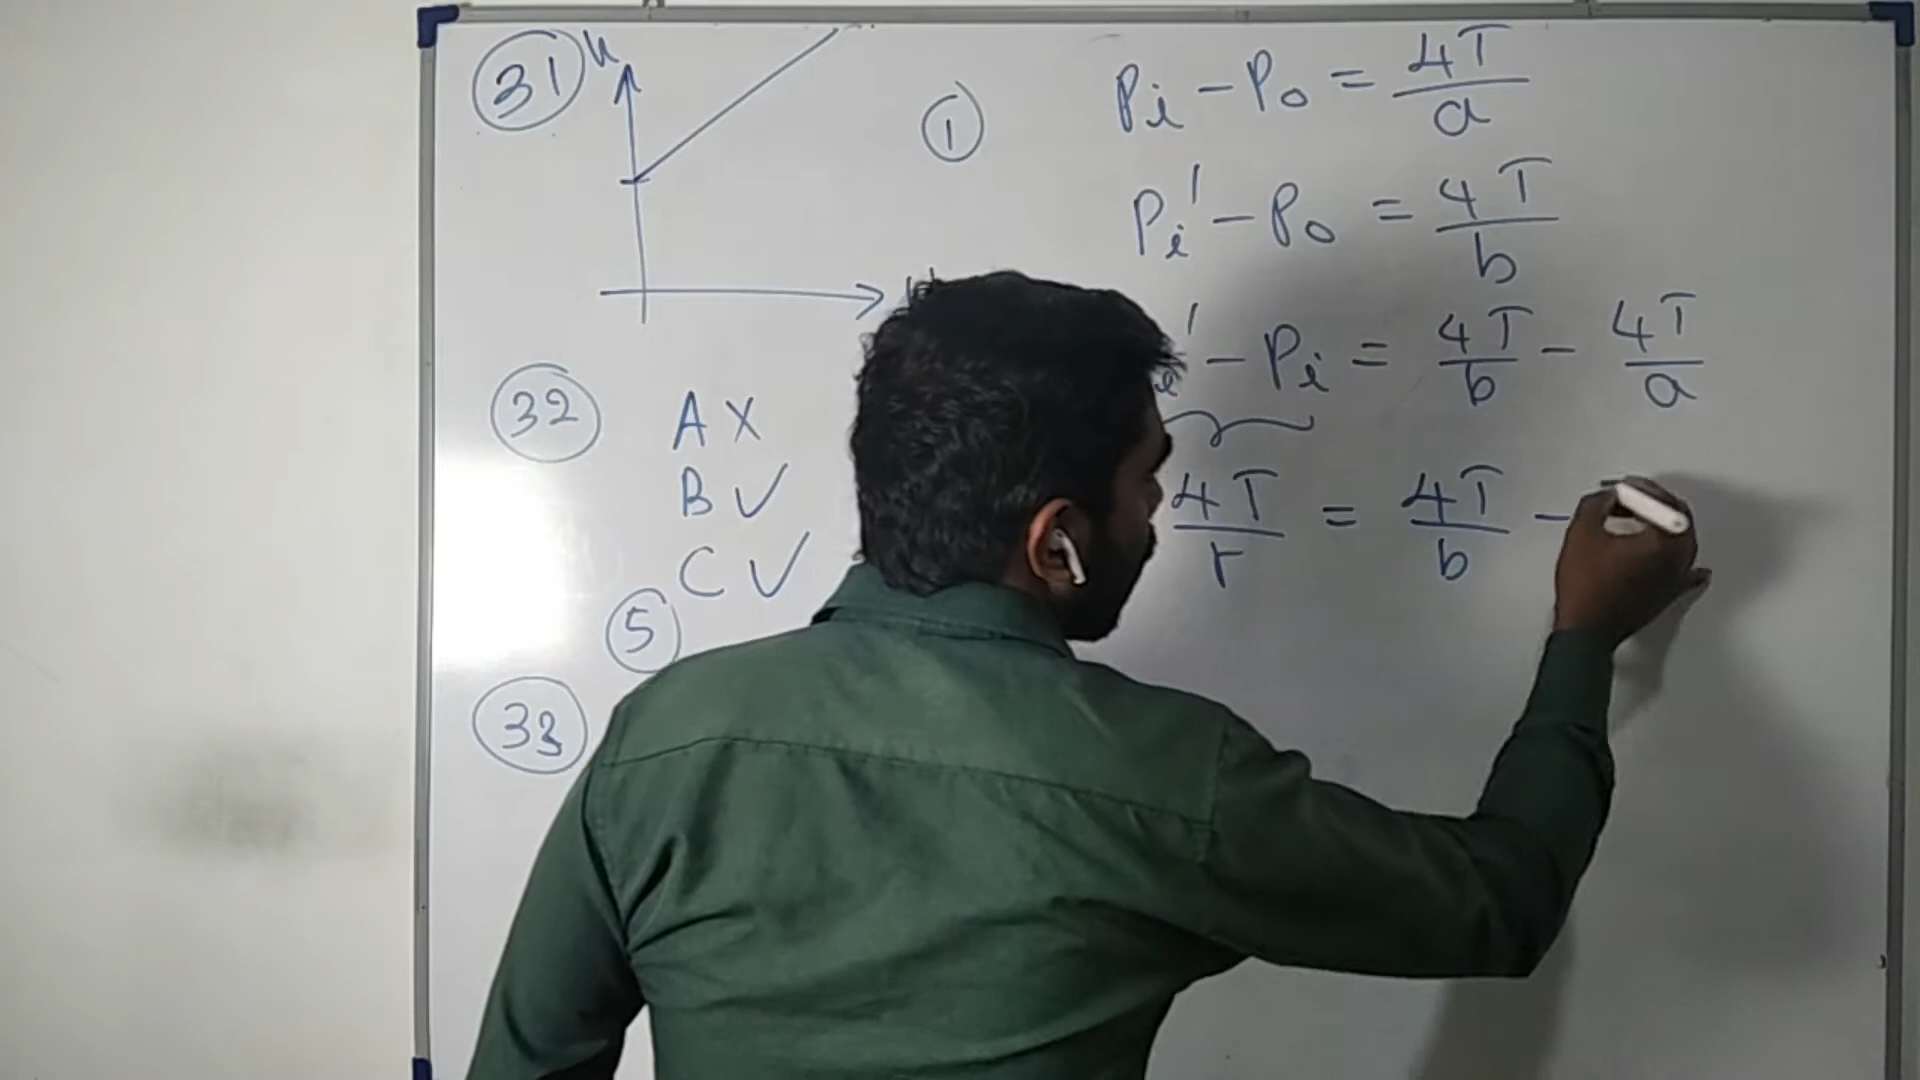 31
①
32
A X
B ✓
C ✓
5
33
Pi - Po = 4T/a
Pi' - Po = 4T/b
' - Pi = 4T/b - 4T/a
4T/r = 4T/b -